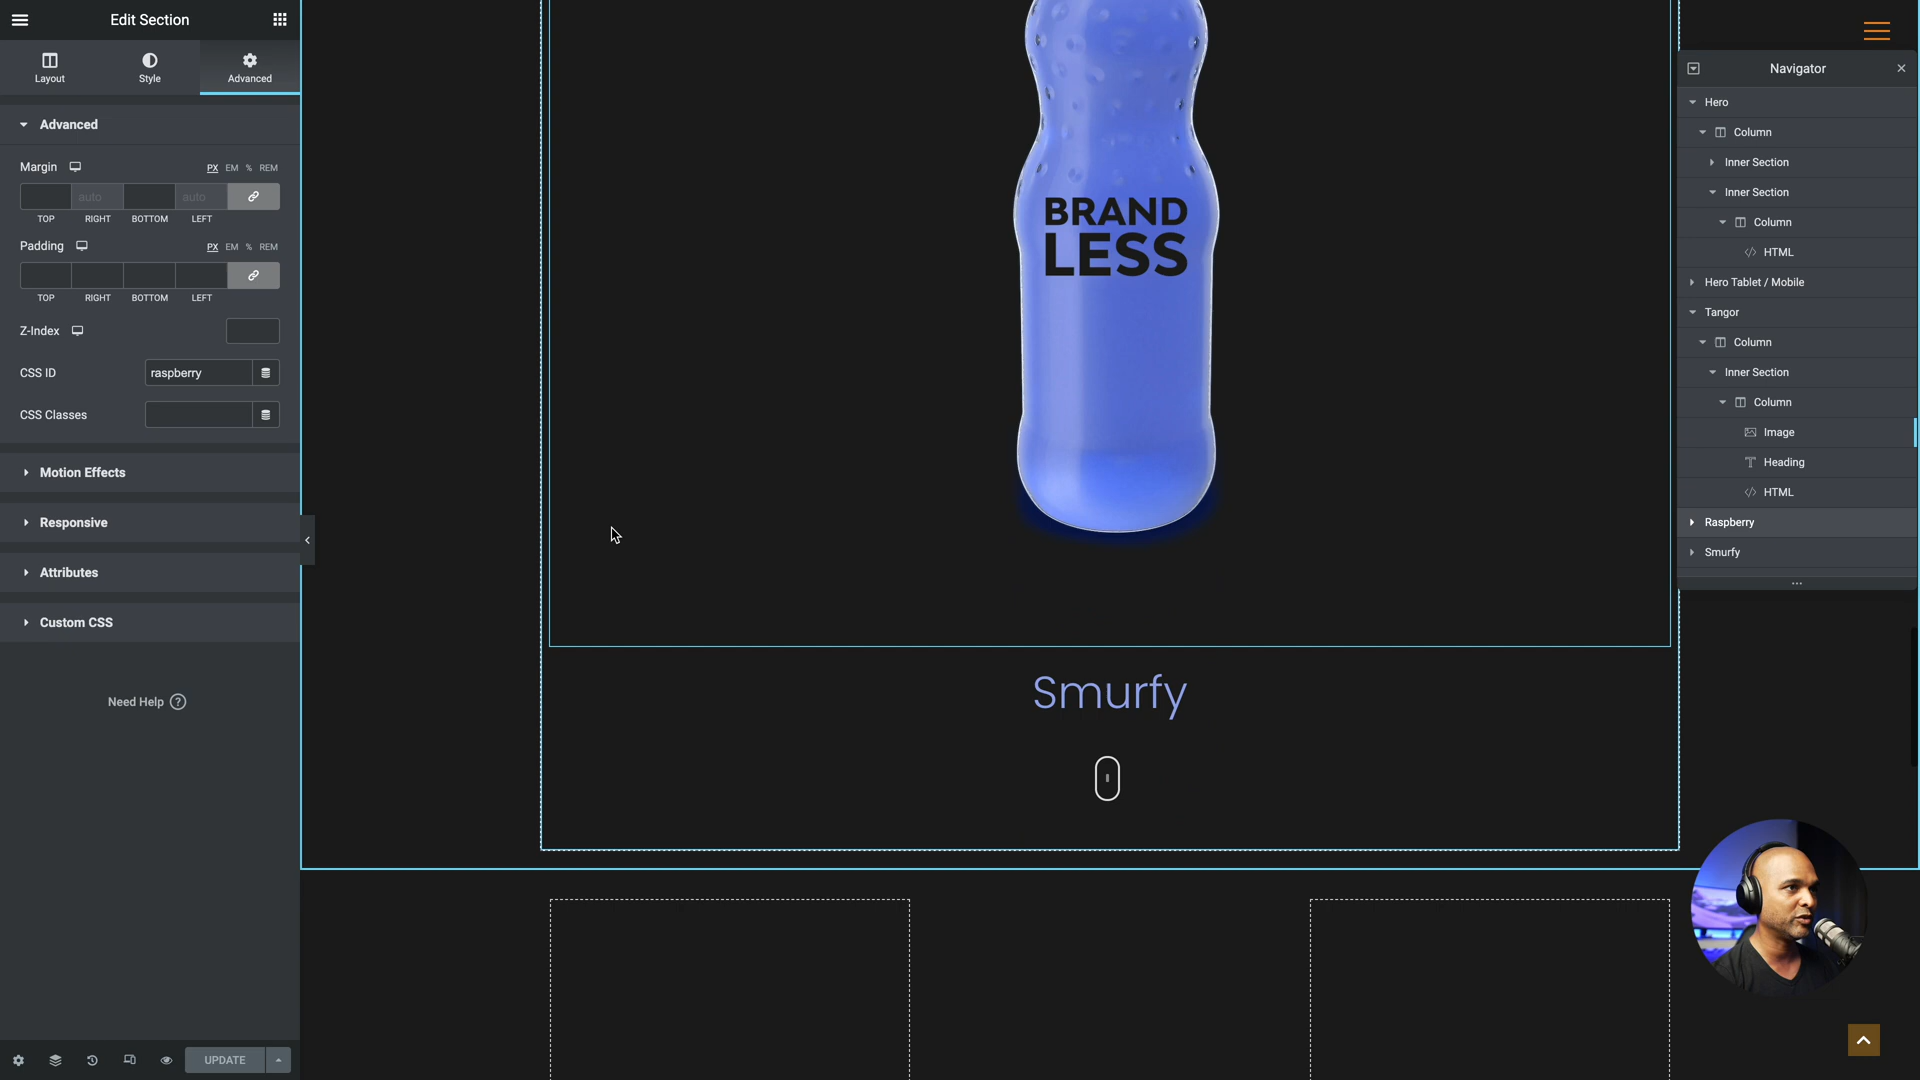 Edit Section
Layout
Style
Advanced
Advanced
Margin
PX EM % REM
auto auto
TOP RIGHT BOTTOM LEFT
Padding
PX EM % REM
TOP RIGHT BOTTOM LEFT
Z-Index
CSS ID
raspberry
CSS Classes
Motion Effects
Responsive
Attributes
Custom CSS
Need Help ?
UPDATE
BRAND
LESS
Smurfy
Navigator
Hero
Column
Inner Section
Inner Section
Column
HTML
Hero Tablet / Mobile
Tangor
Column
Inner Section
Column
Image
Heading
HTML
Raspberry
Smurfy